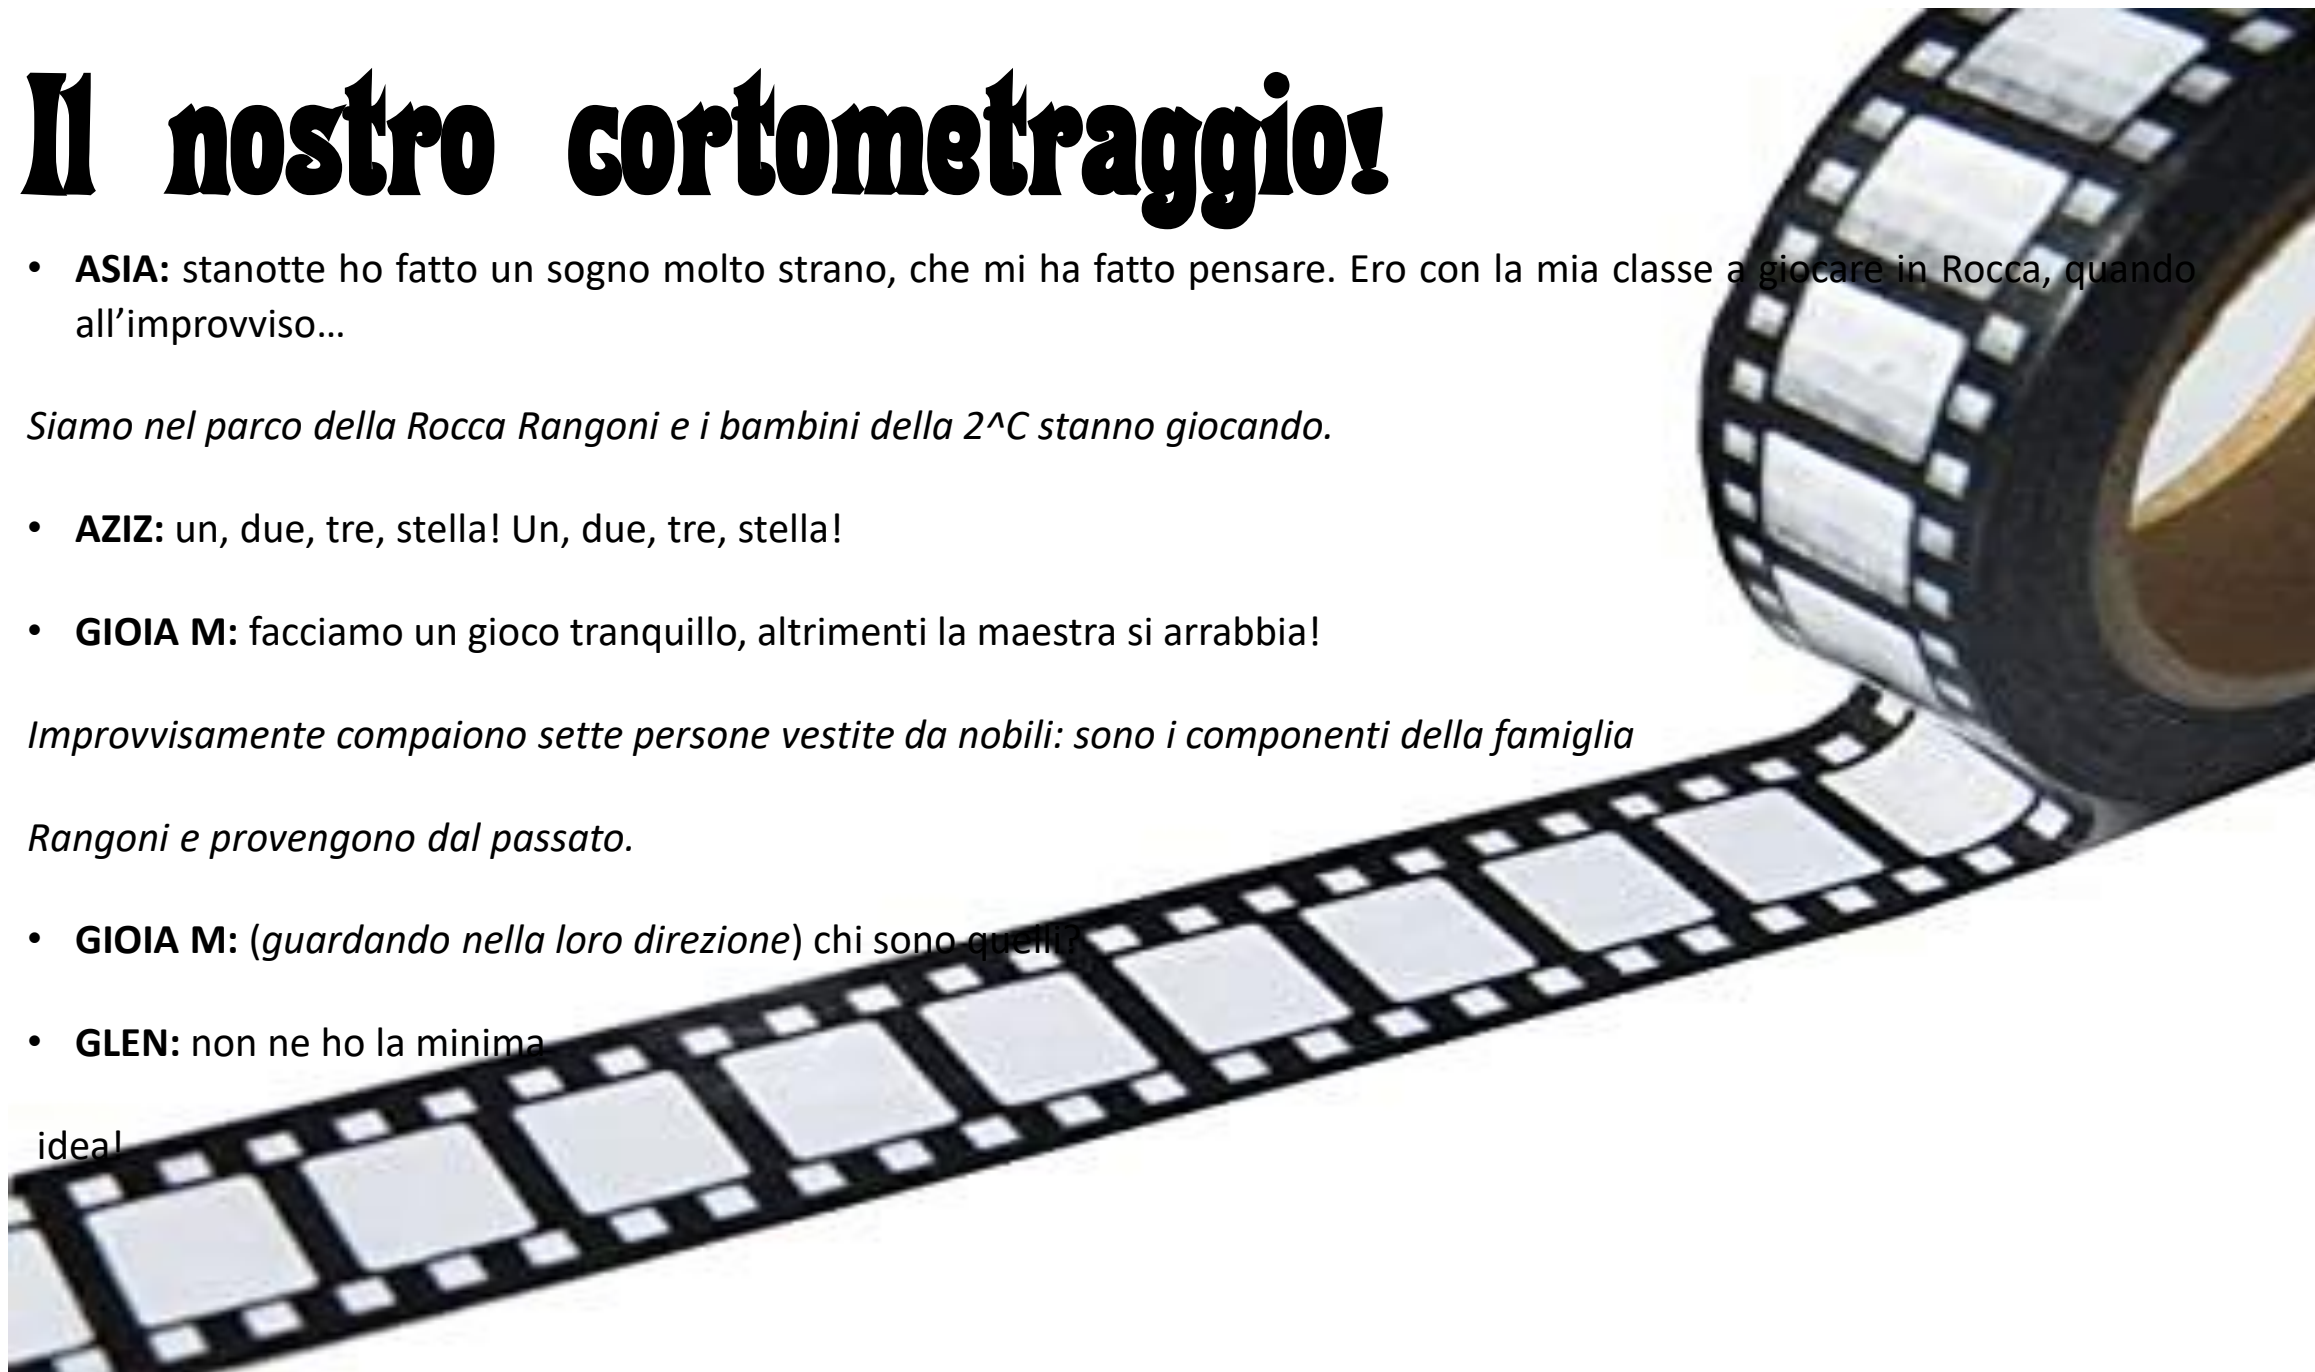 Il nostro cortometraggio!
• ASIA: stanotte ho fatto un sogno molto strano, che mi ha fatto pensare. Ero con la mia classe a giocare in Rocca, quando
all’improvviso…
Siamo nel parco della Rocca Rangoni e i bambini della 2^C stanno giocando.
• AZIZ: un, due, tre, stella! Un, due, tre, stella!
• GIOIA M: facciamo un gioco tranquillo, altrimenti la maestra si arrabbia!
Improvvisamente compaiono sette persone vestite da nobili: sono i componenti della famiglia
Rangoni e provengono dal passato.
• GIOIA M: (guardando nella loro direzione) chi sono quelli?
• GLEN: non ne ho la minima
idea!